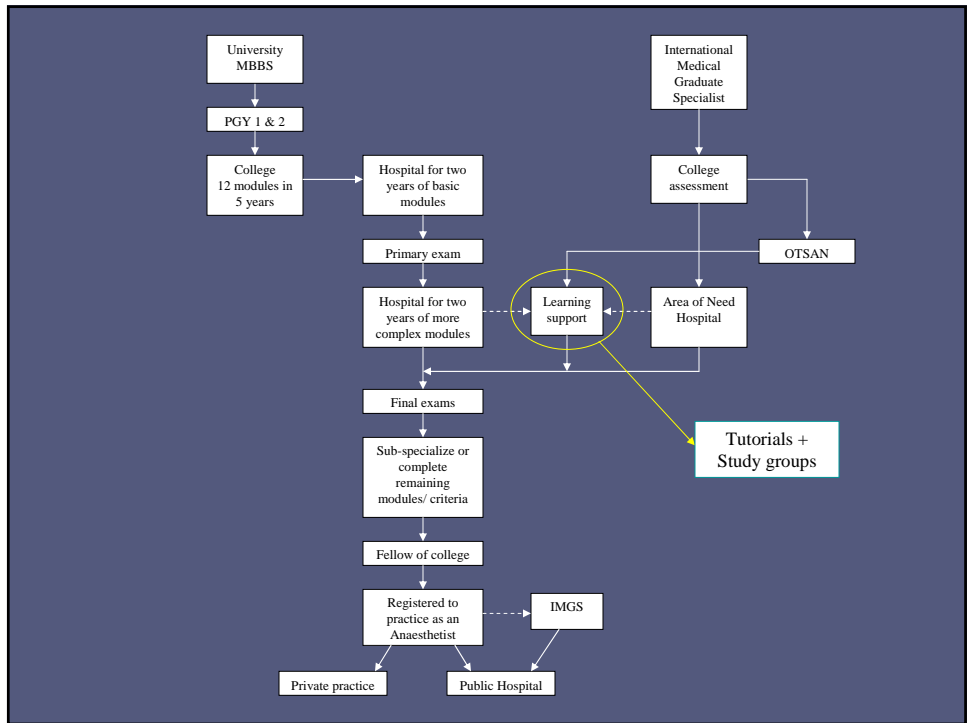 University
MBBS
International
Medical
Graduate
Specialist
PGY 1 & 2
College
12 modules in
5 years
Hospital for two
years of basic
modules
College
assessment
Primary exam
OTSAN
Hospital for two
years of more
complex modules
Learning
support
Area of Need
Hospital
Final exams
Tutorials +
Study groups
Sub-specialize or
complete
remaining
modules/ criteria
Fellow of college
Registered to
practice as an
Anaesthetist
IMGS
Private practice
Public Hospital